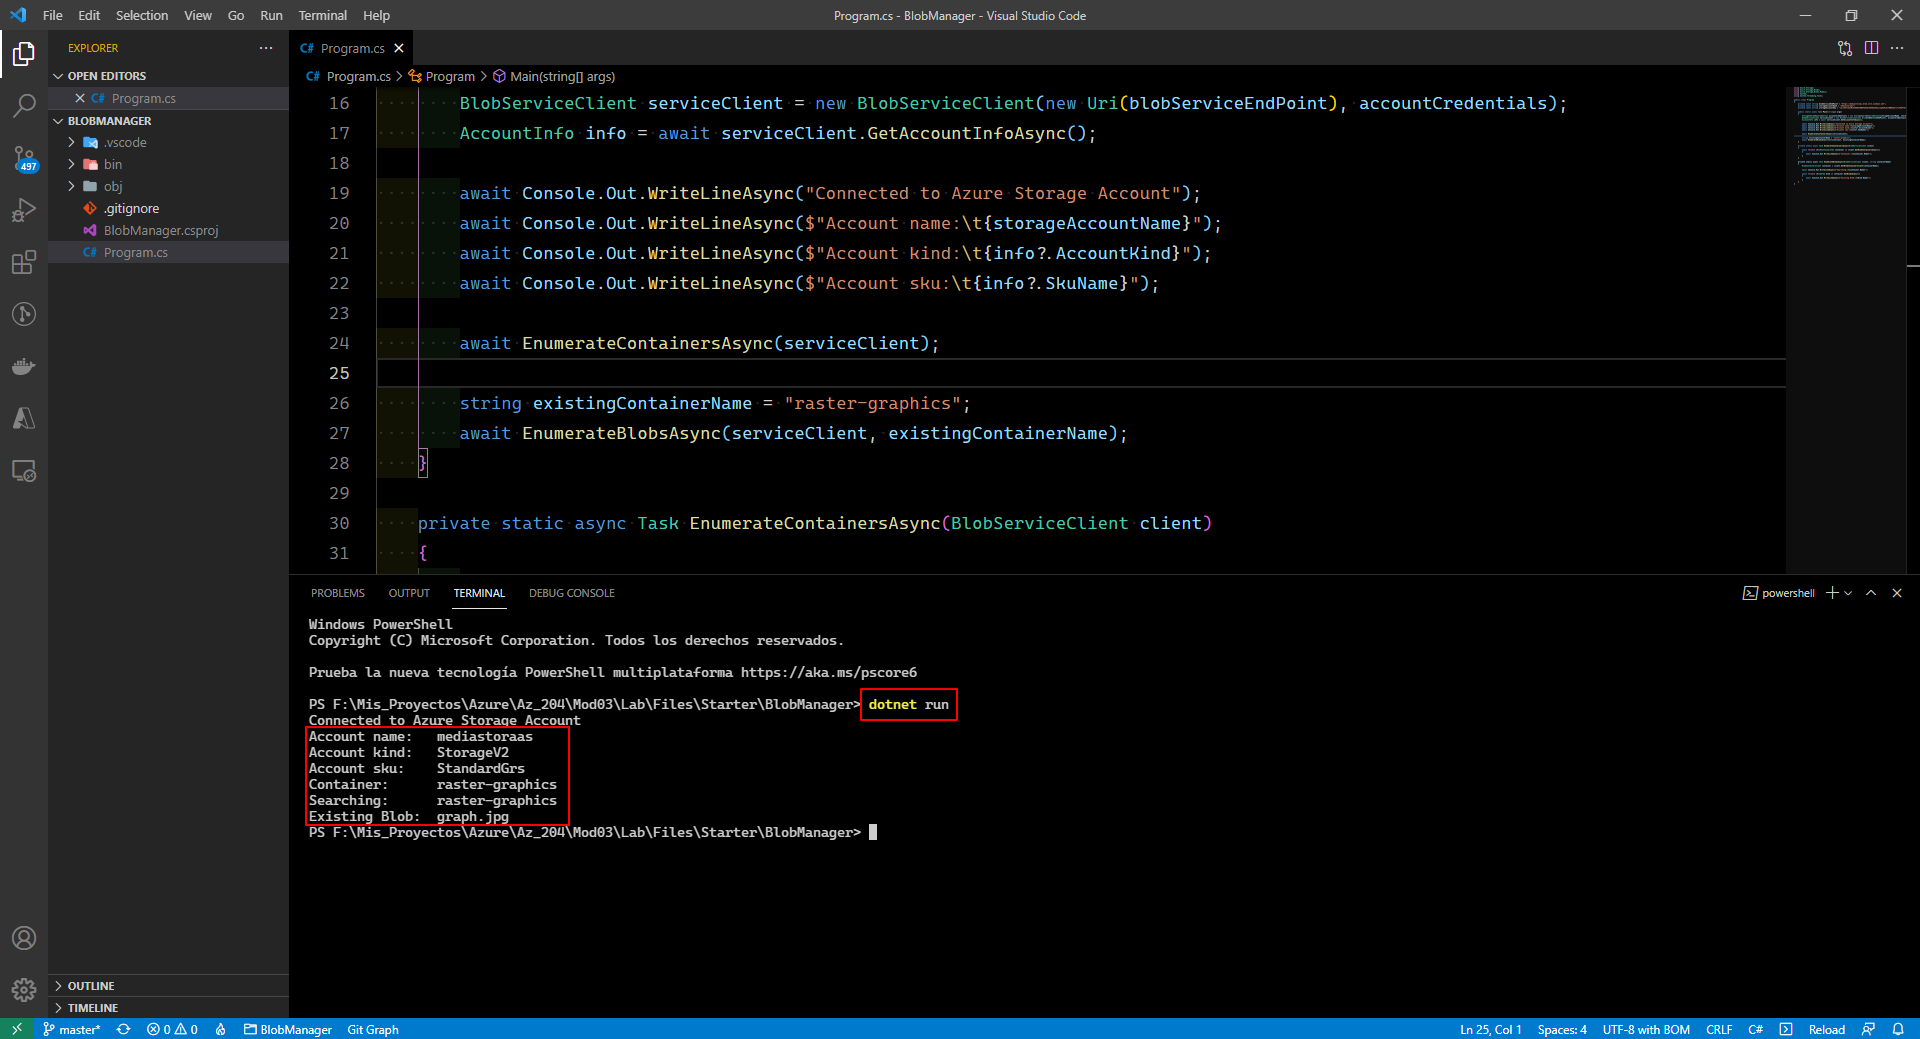 File Edit Selection View Go Run Terminal Help
Program.cs - BlobManager - Visual Studio Code
EXPLORER
OPEN EDITORS
C# Program.cs
BLOBMANAGER
.vscode
bin
obj
.gitignore
BlobManager.csproj
C# Program.cs
497
OUTLINE
TIMELINE
C# Program.cs
C# Program.cs > Program > Main(string[] args)
16 BlobServiceClient serviceClient = new BlobServiceClient(new Uri(blobServiceEndPoint), accountCredentials);
17 AccountInfo info = await serviceClient.GetAccountInfoAsync();
18
19 await Console.Out.WriteLineAsync("Connected to Azure Storage Account");
20 await Console.Out.WriteLineAsync($"Account name:\t{storageAccountName}");
21 await Console.Out.WriteLineAsync($"Account kind:\t{info?.AccountKind}");
22 await Console.Out.WriteLineAsync($"Account sku:\t{info?.SkuName}");
23
24 await EnumerateContainersAsync(serviceClient);
25
26 string existingContainerName = "raster-graphics";
27 await EnumerateBlobsAsync(serviceClient, existingContainerName);
28 }
29
30 private static async Task EnumerateContainersAsync(BlobServiceClient client)
31 {
PROBLEMS OUTPUT TERMINAL DEBUG CONSOLE
powershell
Windows PowerShell
Copyright (C) Microsoft Corporation. Todos los derechos reservados.
Prueba la nueva tecnología PowerShell multiplataforma https://aka.ms/pscore6
PS F:\Mis_Proyectos\Azure\Az_204\Mod03\Lab\Files\Starter\BlobManager> dotnet run
Connected to Azure Storage Account
Account name: mediastoraas
Account kind: StorageV2
Account sku: StandardGrs
Container: raster-graphics
Searching: raster-graphics
Existing Blob: graph.jpg
PS F:\Mis_Proyectos\Azure\Az_204\Mod03\Lab\Files\Starter\BlobManager>
master* 0 0 BlobManager Git Graph
Ln 25, Col 1 Spaces: 4 UTF-8 with BOM CRLF C# Reload